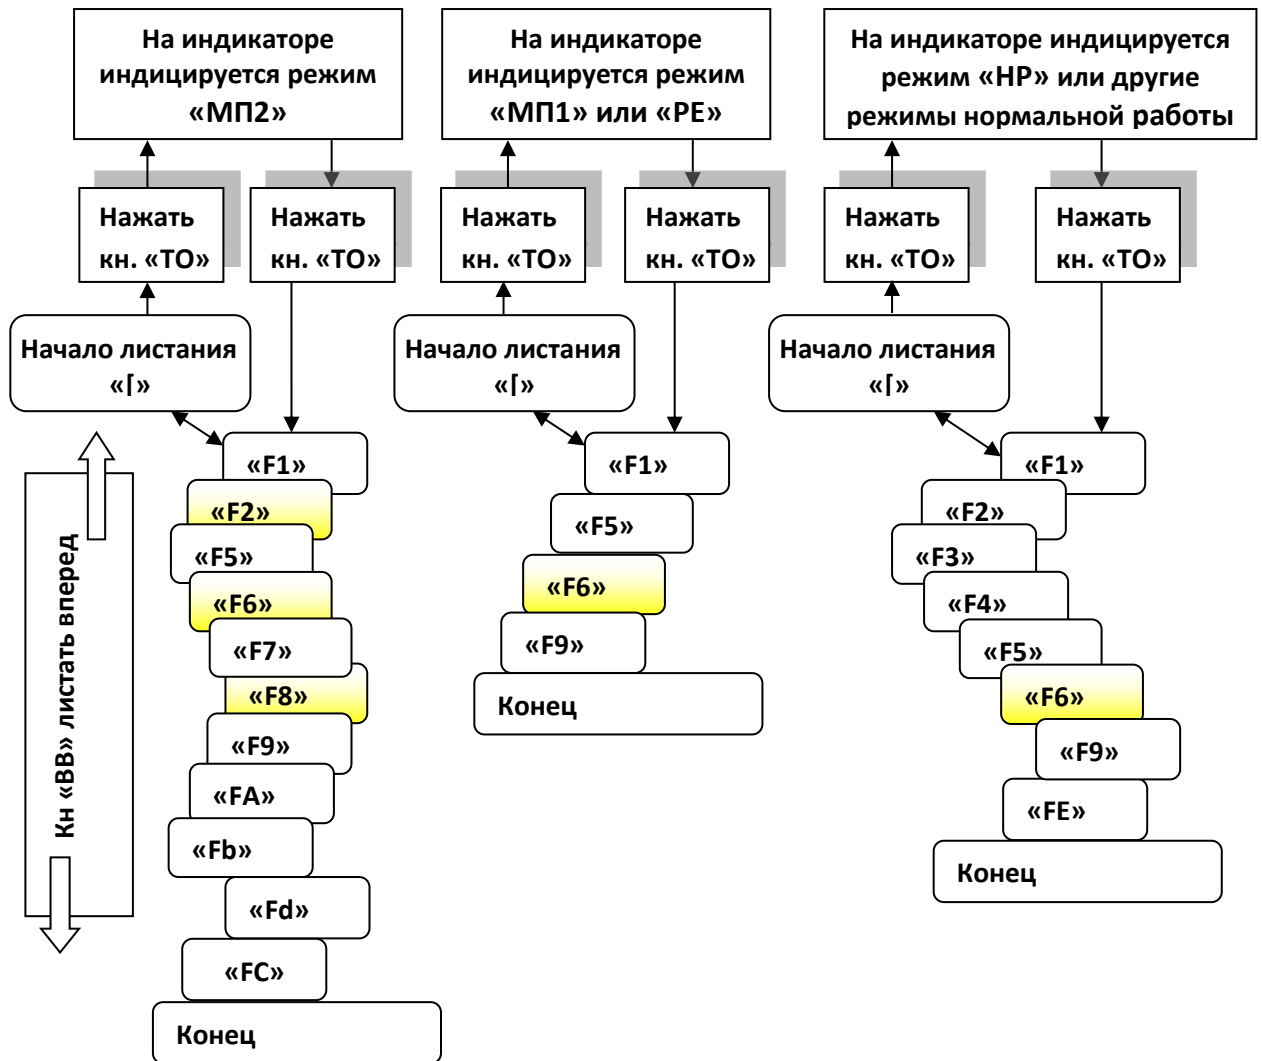 На индикаторе
индицируется режим
«МП2»
Нажать
кн. «ТО»
Нажать
кн. «ТО»
Начало листания
«[»
«F1»
«F2»
«F5»
«F6»
«F7»
«F8»
«F9»
«FA»
«Fb»
«Fd»
«FC»
Конец
Кн «ВВ» листать вперед
На индикаторе
индицируется режим
«МП1» или «РЕ»
Нажать
кн. «ТО»
Нажать
кн. «ТО»
Начало листания
«[»
«F1»
«F5»
«F6»
«F9»
Конец
На индикаторе индицируется
режим «НР» или другие
режимы нормальной работы
Нажать
кн. «ТО»
Нажать
кн. «ТО»
Начало листания
«[»
«F1»
«F2»
«F3»
«F4»
«F5»
«F6»
«F9»
«FE»
Конец